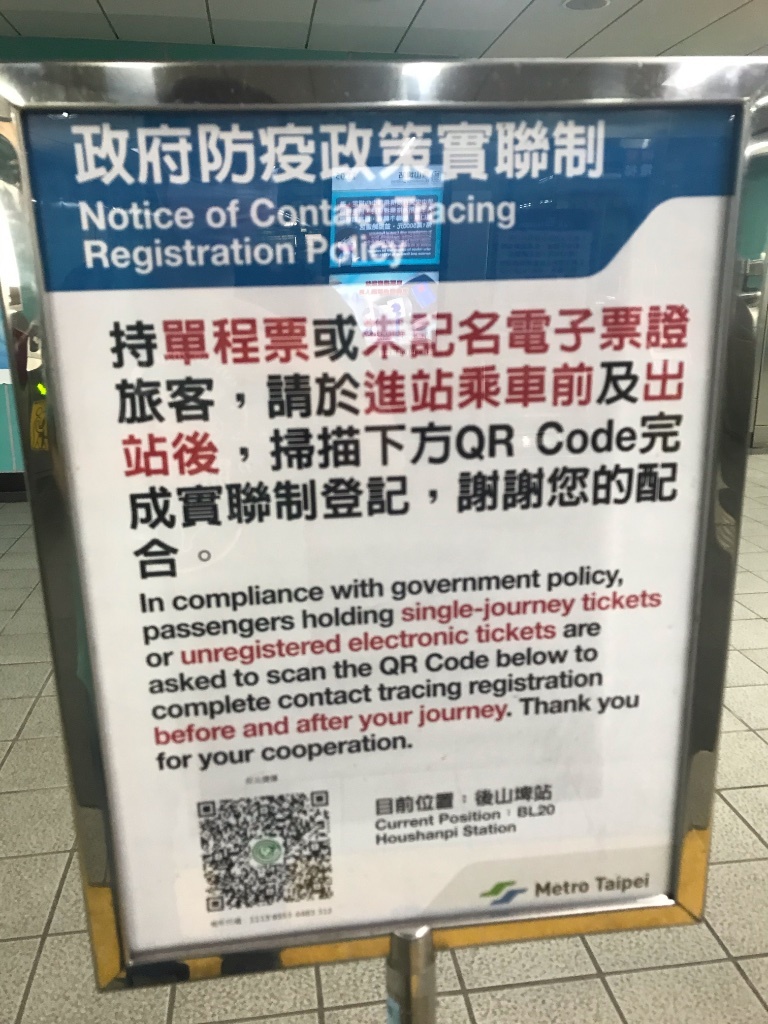 政府防疫政策實聯制
Notice of Contact Tracing
Registration Policy
持單程票或未記名電子票證
旅客，請於進站乘車前及出
站後，掃描下方QR Code完
成實聯制登記，謝謝您的配
合。
In compliance with government policy,
passengers holding single-journey tickets
or unregistered electronic tickets are
asked to scan the QR Code below to
complete contact tracing registration
before and after your journey. Thank you
for your cooperation.
目前位置：後山埤站
Current Position：BL20
Houshanpi Station
Metro Taipei